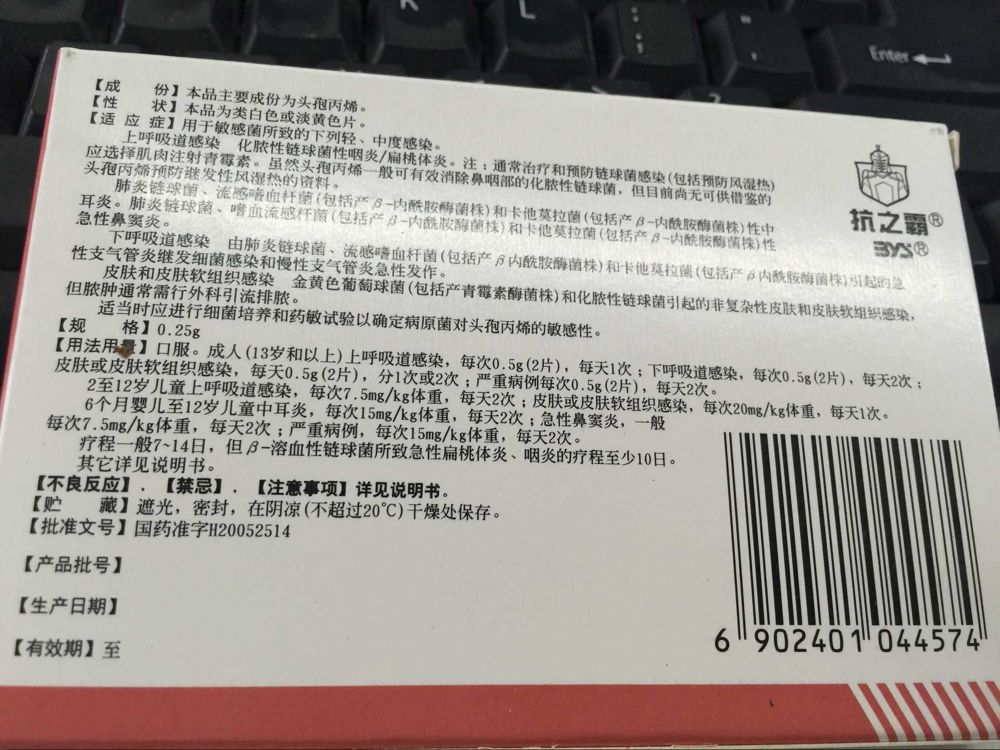 K
L
Enter
【成 份】本品主要成份为头孢丙烯。
【性 状】本品为类白色或淡黄色片。
【适 应 症】用于敏感菌所致的下列轻、中度感染。
上呼吸道感染 化脓性链球菌性咽炎/扁桃体炎。注：通常治疗和预防链球菌感染(包括预防风湿热)
应选择肌肉注射青霉素。虽然头孢丙烯一般可有效消除鼻咽部的化脓性链球菌，但目前尚无可供借鉴的
头孢丙烯预防继发性风湿热的资料。
肺炎链球菌、流感嗜血杆菌(包括产β-内酰胺酶菌株)和卡他莫拉菌(包括产β-内酰胺酶菌株)性中
耳炎。肺炎链球菌、嗜血流感杆菌(包括产β-内酰胺酶菌株)和卡他莫拉菌(包括产β-内酰胺酶菌株)性
急性鼻窦炎。
下呼吸道感染 由肺炎链球菌、流感嗜血杆菌(包括产β内酰胺酶菌株)和卡他莫拉菌(包括产β内酰胺酶菌株)引起的急
性支气管炎继发细菌感染和慢性支气管炎急性发作。
皮肤和皮肤软组织感染 金黄色葡萄球菌(包括产青霉素酶菌株)和化脓性链球菌引起的非复杂性皮肤和皮肤软组织感染，
但脓肿通常需行外科引流排脓。
适当时应进行细菌培养和药敏试验以确定病原菌对头孢丙烯的敏感性。
【规 格】0.25g
【用法用量】口服。成人(13岁和以上)上呼吸道感染，每次0.5g(2片)，每天1次；下呼吸道感染，每次0.5g(2片)，每天2次；
皮肤或皮肤软组织感染，每天0.5g(2片)，分1次或2次；严重病例每次0.5g(2片)，每天2次。
2至12岁儿童上呼吸道感染，每次7.5mg/kg体重，每天2次；皮肤或皮肤软组织感染，每次20mg/kg体重，每天1次。
6个月婴儿至12岁儿童中耳炎，每次15mg/kg体重，每天2次；急性鼻窦炎，一般
每次7.5mg/kg体重，每天2次；严重病例，每次15mg/kg体重，每天2次。
疗程一般7~14日，但β-溶血性链球菌所致急性扁桃体炎、咽炎的疗程至少10日。
其它详见说明书。
【不良反应】、【禁忌】、【注意事项】详见说明书。
【贮 藏】遮光，密封，在阴凉(不超过20℃)干燥处保存。
【批准文号】国药准字H20052514
【产品批号】
【生产日期】
【有效期】至
抗之霸®
BYS®
6 902401 044574